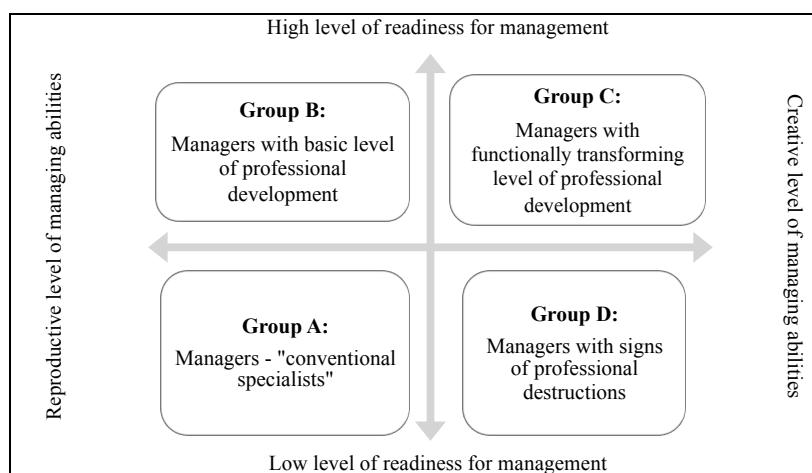 High level of readiness for management
Reproductive level of managing abilities
Group B:
Managers with basic level
of professional
development
Group C:
Managers with
functionally transforming
level of professional
development
Creative level of managing abilities
Group A:
Managers - "conventional
specialists"
Group D:
Managers with signs
of professional
destructions
Low level of readiness for management